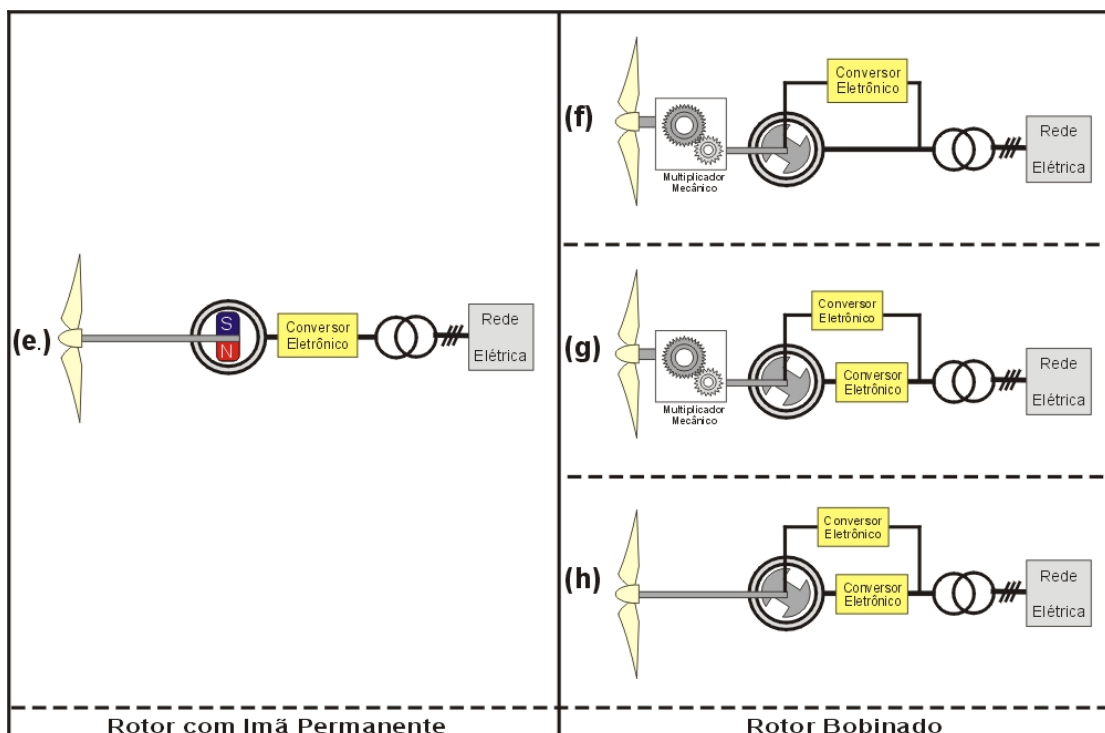 (e.)
S
N
Conversor
Eletrônico
Rede
Elétrica
Rotor com Imã Permanente
(f)
Multiplicador
Mecânico
Conversor
Eletrônico
Rede
Elétrica
(g)
Multiplicador
Mecânico
Conversor
Eletrônico
Conversor
Eletrônico
Rede
Elétrica
(h)
Conversor
Eletrônico
Conversor
Eletrônico
Rede
Elétrica
Rotor Bobinado